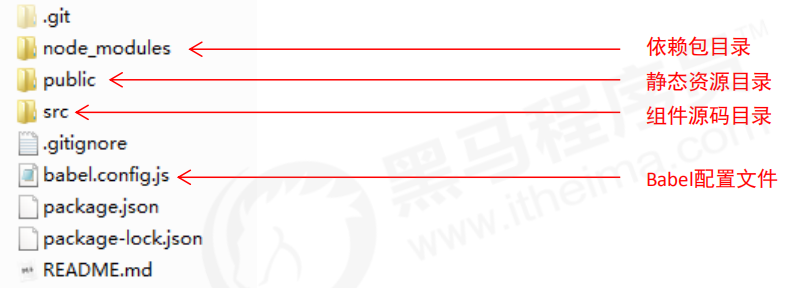 .git
node_modules 依赖包目录
public 静态资源目录
src 组件源码目录
.gitignore
babel.config.js Babel配置文件
package.json
package-lock.json
README.md
黑马程序员™
www.itheima.com